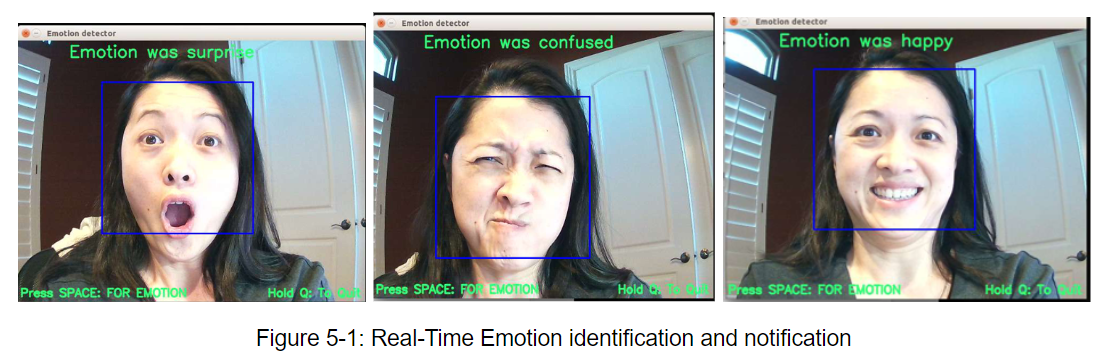 Emotion detector
Emotion was surprise
Press SPACE: FOR EMOTION Hold Q: To Quit
Emotion detector
Emotion was confused
Press SPACE: FOR EMOTION Hold Q: To Quit
Emotion detector
Emotion was happy
Press SPACE: FOR EMOTION Hold Q: To Quit
Figure 5-1: Real-Time Emotion identification and notification